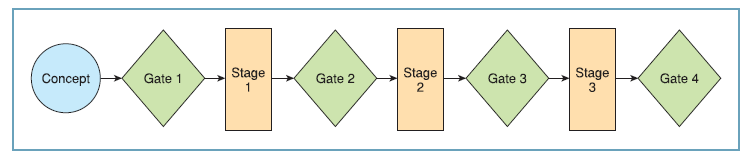 Concept
Gate 1
Stage
1
Gate 2
Stage
2
Gate 3
Stage
3
Gate 4